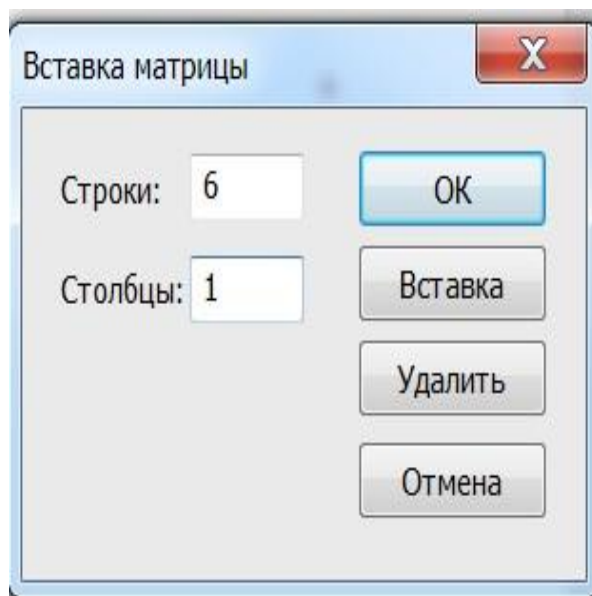 Вставка матрицы
X
Строки: 6
ОК
Столбцы: 1
Вставка
Удалить
Отмена